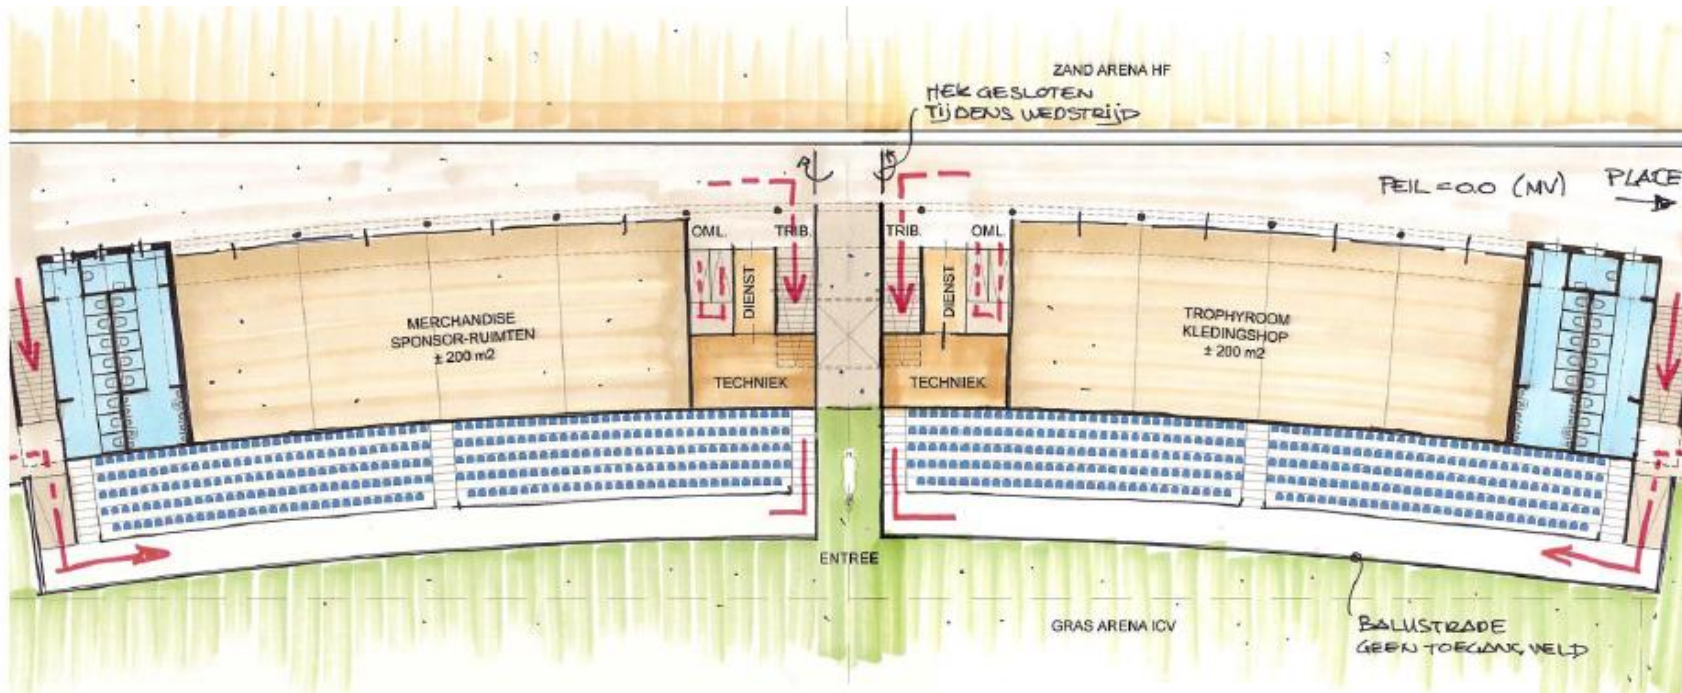 ZAND ARENA HF
HEK GESLOTEN
TIJDENS WEDSTRIJD
PEIL = 0.0 (MV)
PLACE
OML.
TRIB.
TRIB.
OML.
DIENST
DIENST
MERCHANDISE
SPONSOR-RUIMTEN
± 200 m2
TROPHYROOM
KLEDINGSHOP
± 200 m2
TECHNIEK
TECHNIEK
ENTREE
GRAS ARENA ICV
BALUSTRADE
GEEN TOEGANG VELD